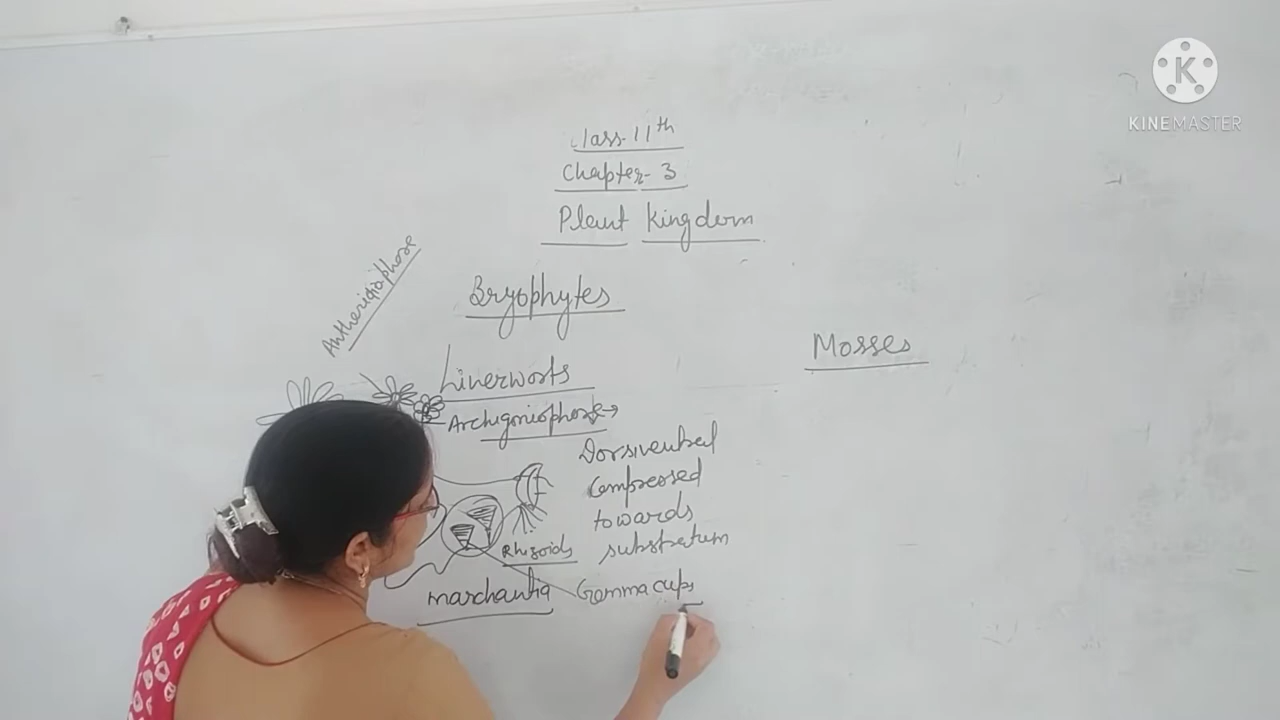 Class-11th
Chapter-3
Plant Kingdom
Antheridiophore
Bryophytes
Liverworts
Archegoniophore→
Dorsiventral
Compressed
towards
substratum
Rhizoids
marchantia
Gemma cups
Mosses
K
KINEMASTER